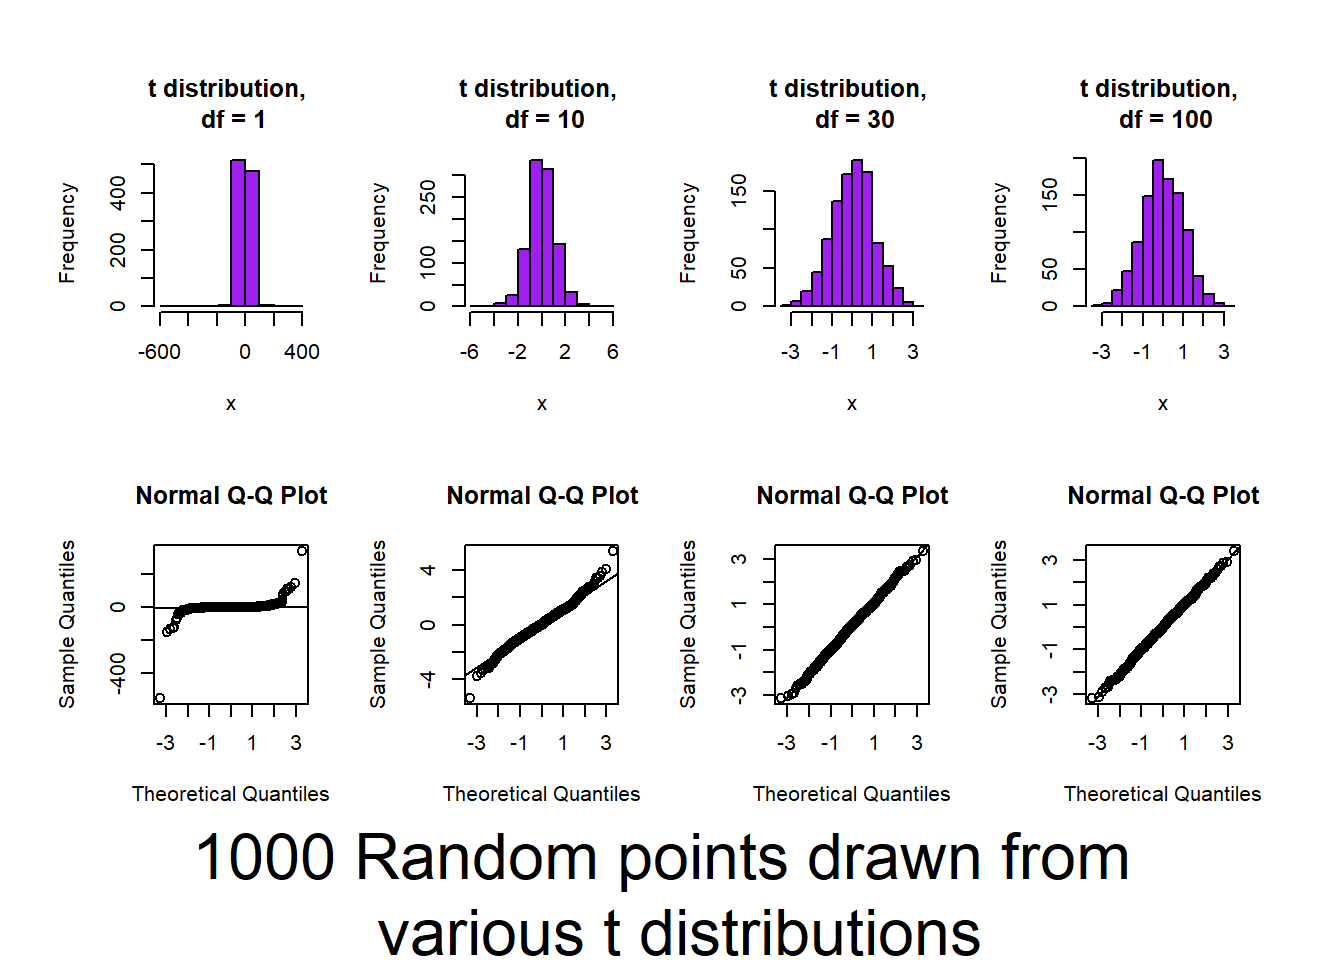 t distribution,
df = 1
t distribution,
df = 10
t distribution,
df = 30
t distribution,
df = 100
Frequency
0
200
400
-600
0
400
x
Frequency
0
100
250
-6
-2
2
6
x
Frequency
0
50
150
-3
-1
1
3
x
Frequency
0
50
150
-3
-1
1
3
x
Normal Q-Q Plot
Sample Quantiles
-400
0
-3
-1
1
3
Theoretical Quantiles
Normal Q-Q Plot
Sample Quantiles
-4
0
4
-3
-1
1
3
Theoretical Quantiles
Normal Q-Q Plot
Sample Quantiles
-3
-1
1
3
-3
-1
1
3
Theoretical Quantiles
Normal Q-Q Plot
Sample Quantiles
-3
-1
1
3
-3
-1
1
3
Theoretical Quantiles
1000 Random points drawn from
various t distributions